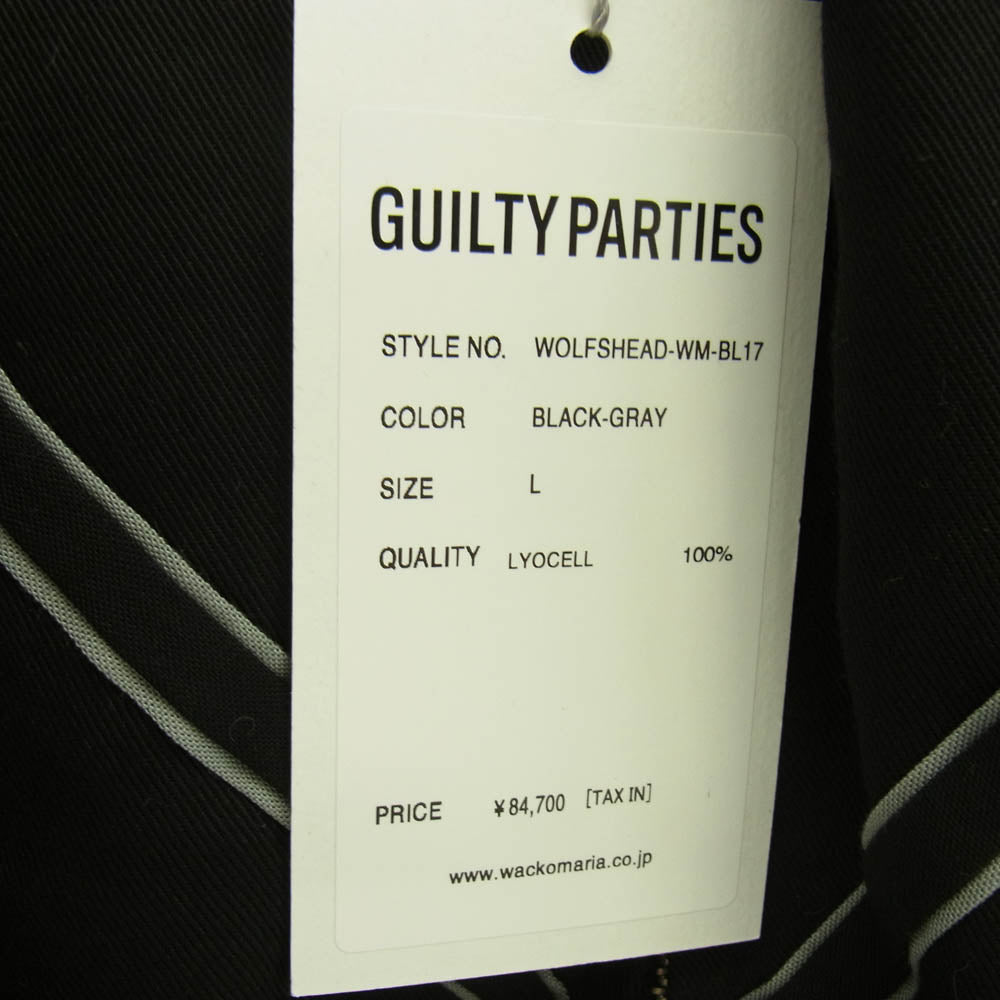 GUILTY PARTIES
STYLE NO. WOLFSHEAD-WM-BL17
COLOR BLACK-GRAY
SIZE L
QUALITY LYOCELL 100%
PRICE ¥84,700 [TAX IN]
www.wackomaria.co.jp